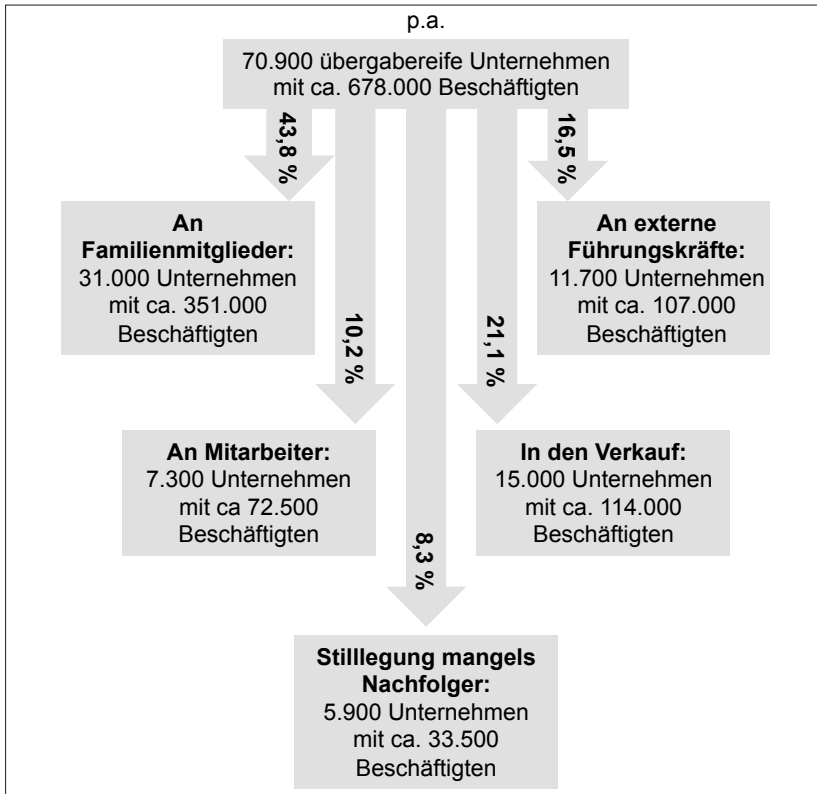 p.a.
70.900 übergabereife Unternehmen
mit ca. 678.000 Beschäftigten
43,8 %
16,5 %
An
Familienmitglieder:
31.000 Unternehmen
mit ca. 351.000
Beschäftigten
An externe
Führungskräfte:
11.700 Unternehmen
mit ca. 107.000
Beschäftigten
10,2 %
21,1 %
An Mitarbeiter:
7.300 Unternehmen
mit ca 72.500
Beschäftigten
In den Verkauf:
15.000 Unternehmen
mit ca. 114.000
Beschäftigten
8,3 %
Stilllegung mangels
Nachfolger:
5.900 Unternehmen
mit ca. 33.500
Beschäftigten